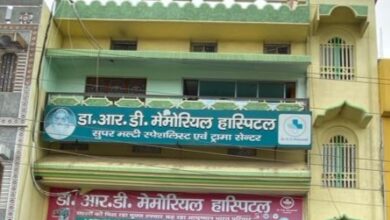 डा. आर. डी. मेमोरियल हास्पिटल
सुपर मल्टी स्पेशलिस्ट एवं ट्रामा सेन्टर
डा. आर. डी. मेमोरियल हास्पिटल